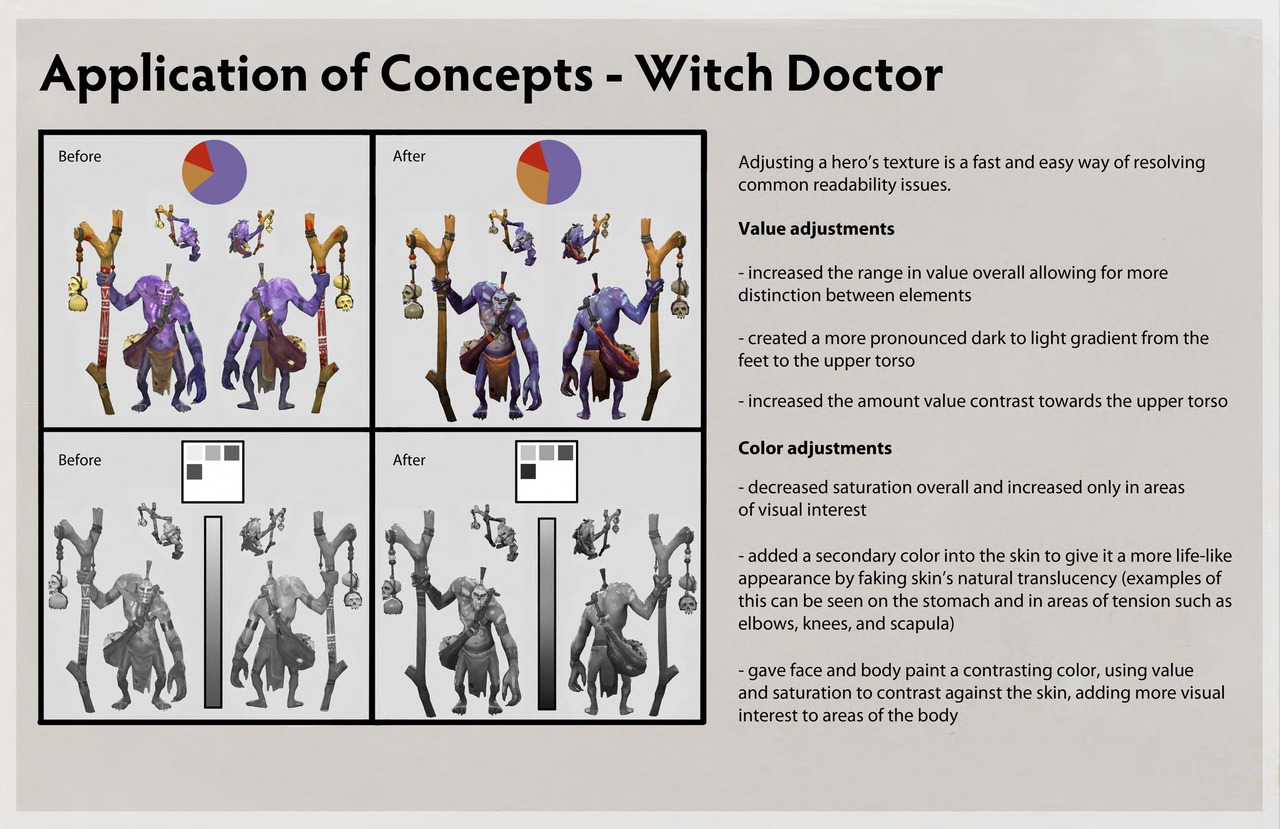 Application of Concepts - Witch Doctor
Before
After
Before
After
Adjusting a hero’s texture is a fast and easy way of resolving
common readability issues.
Value adjustments
- increased the range in value overall allowing for more
distinction between elements
- created a more pronounced dark to light gradient from the
feet to the upper torso
- increased the amount value contrast towards the upper torso
Color adjustments
- decreased saturation overall and increased only in areas
of visual interest
- added a secondary color into the skin to give it a more life-like
appearance by faking skin’s natural translucency (examples of
this can be seen on the stomach and in areas of tension such as
elbows, knees, and scapula)
- gave face and body paint a contrasting color, using value
and saturation to contrast against the skin, adding more visual
interest to areas of the body